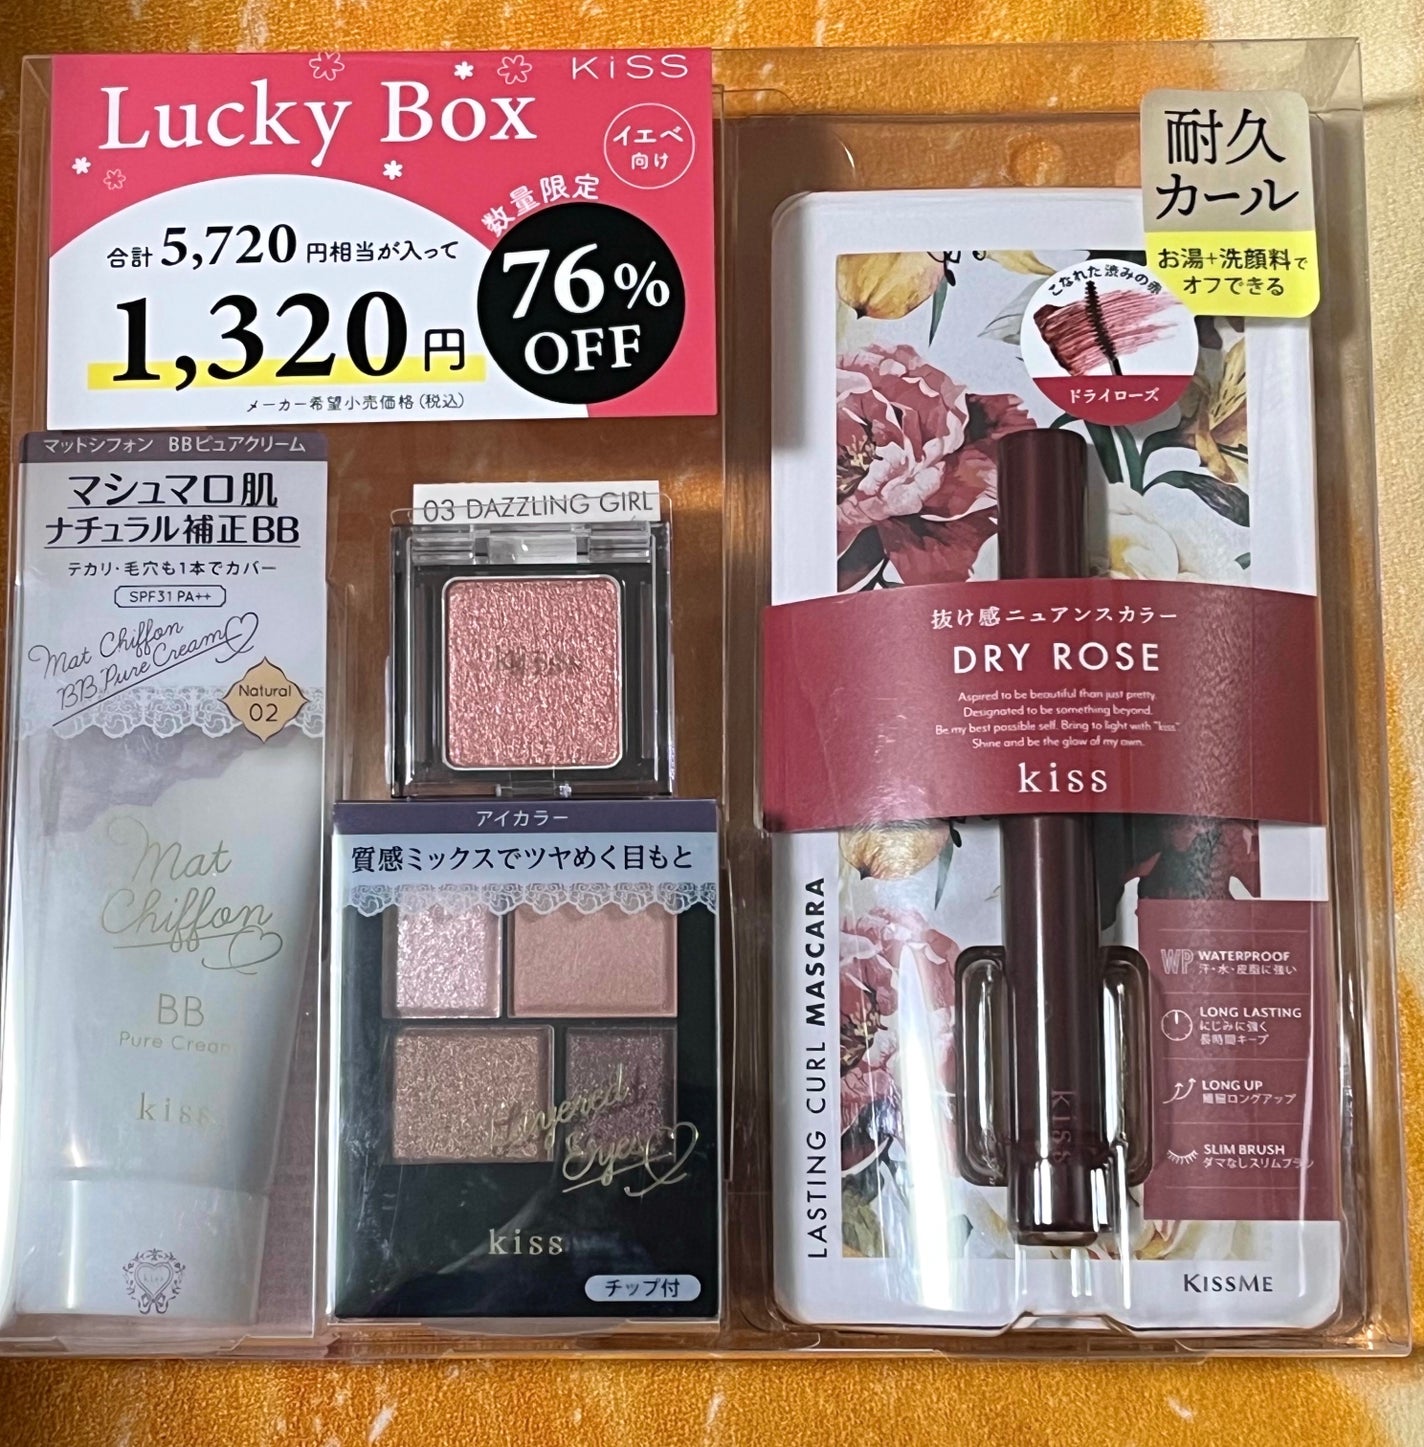 Lucky Box
KiSS
イエベ
向け
数量限定
合計5,720円相当が入って
1,320円
76%
OFF
メーカー希望小売価格(税込)
マットシフォン BBピュアクリーム
マシュマロ肌
ナチュラル補正BB
テカリ・毛穴も1本でカバー
SPF31 PA++
Mat Chiffon
BB Pure Cream
Natural
02
Mat
Chiffon
BB
Pure Cream
kiss
kiss
03 DAZZLING GIRL
kiss
アイカラー
質感ミックスでツヤめく目もと
Layered
Eyes
kiss
チップ付
耐久
カール
お湯+洗顔料で
オフできる
こなれた渋みの赤
ドライローズ
抜け感ニュアンスカラー
DRY ROSE
Aspired to be beautiful than just pretty.
Designated to be something beyond.
Be my best possible self. Bring to light with "kiss".
Shine and be the glow of my own.
kiss
LASTING CURL MASCARA
KISS
WP WATERPROOF
汗・水・皮脂に強い
LONG LASTING
にじみに強く
長時間キープ
LONG UP
繊細ロングアップ
SLIM BRUSH
ダマなしスリムブラシ
KISSME